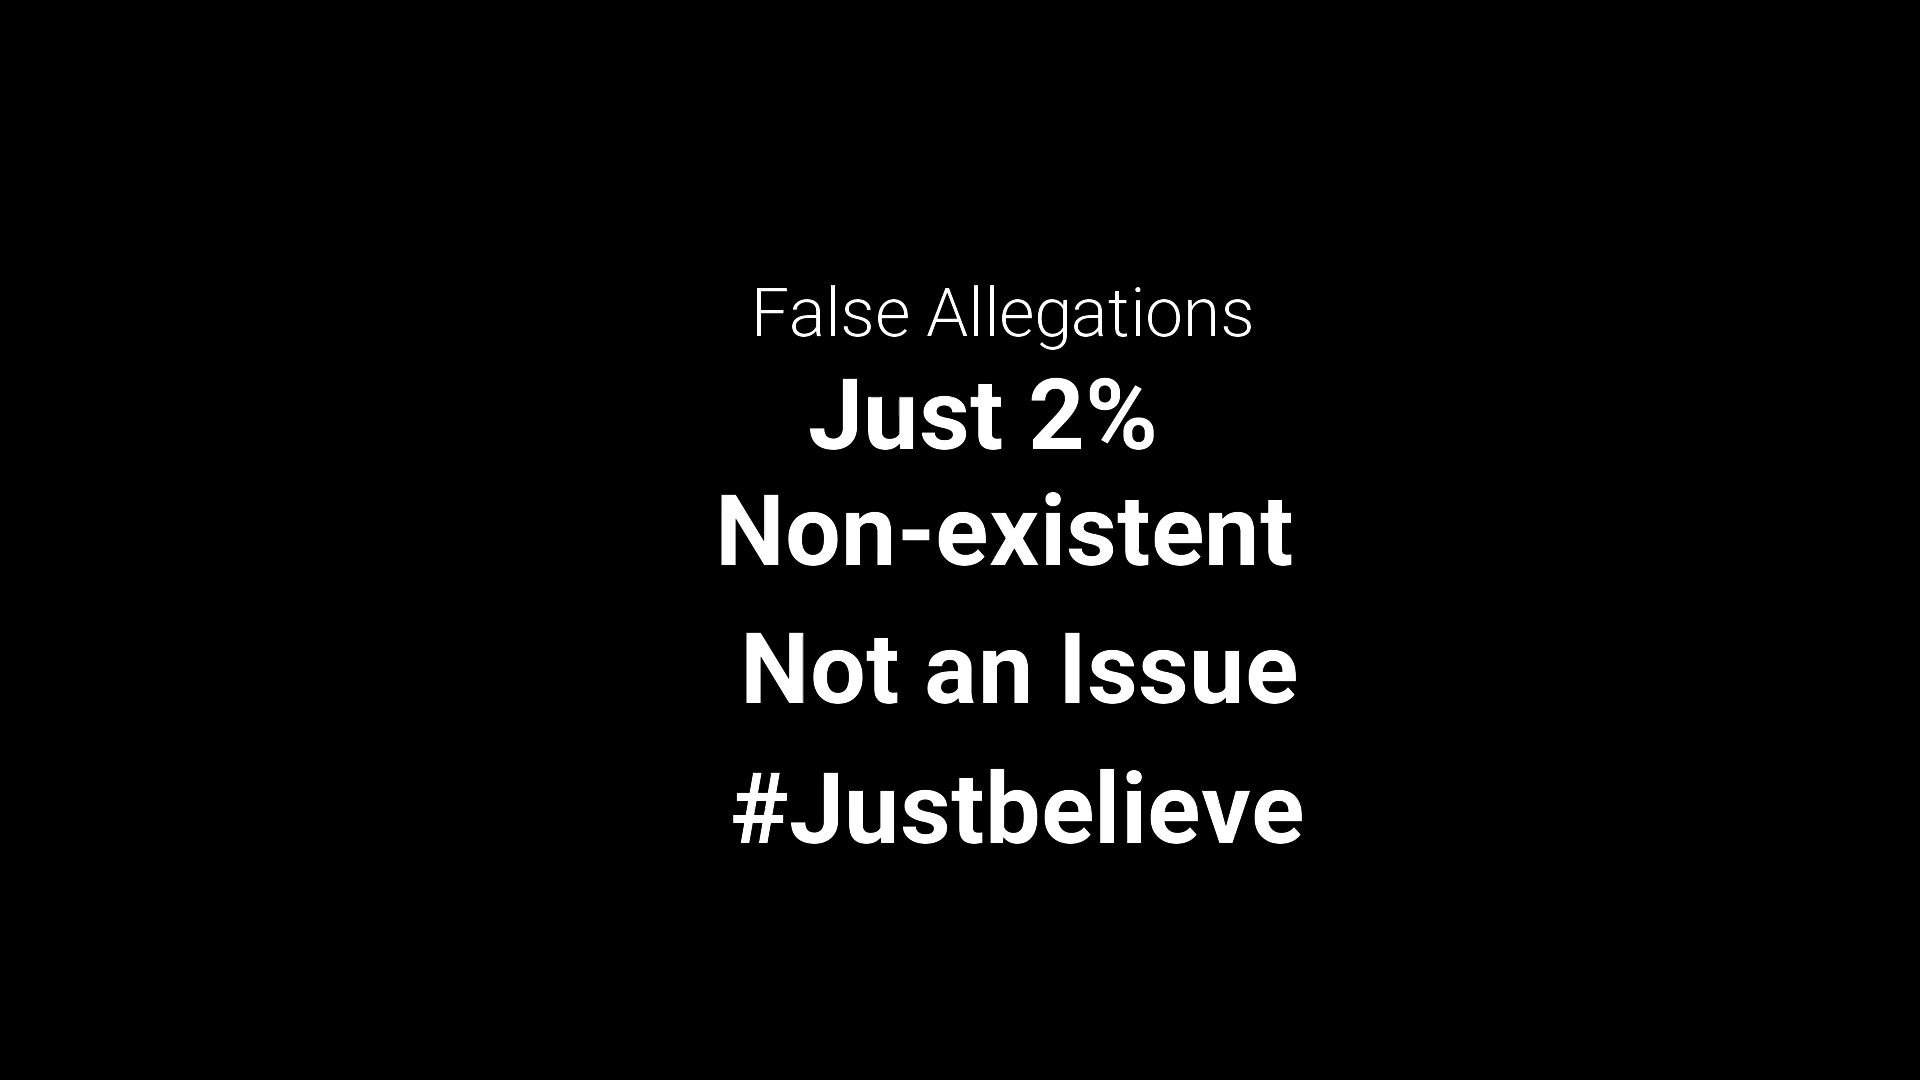 False Allegations
Just 2%
Non-existent
Not an Issue
#Justbelieve